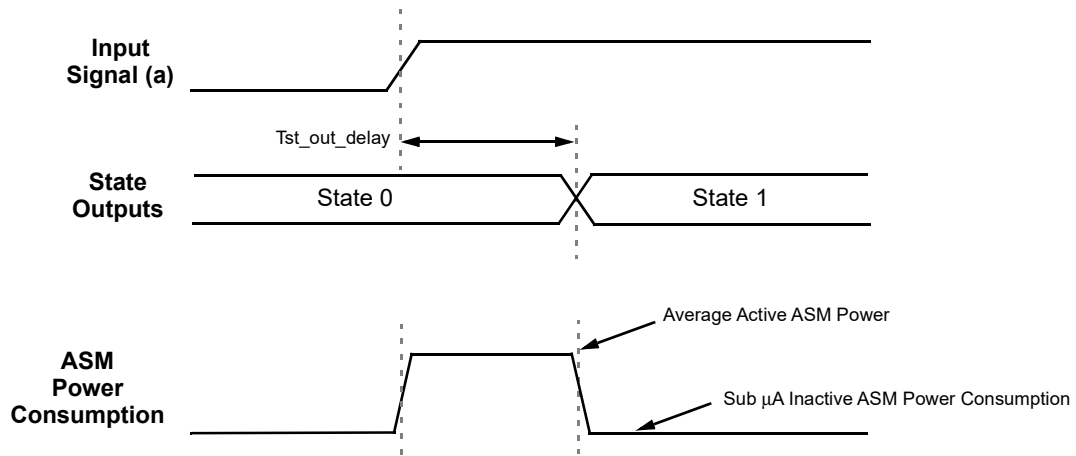 Input
Signal (a)
Tst_out_delay
State
Outputs
State 0
State 1
Average Active ASM Power
ASM
Power
Consumption
Sub µA Inactive ASM Power Consumption